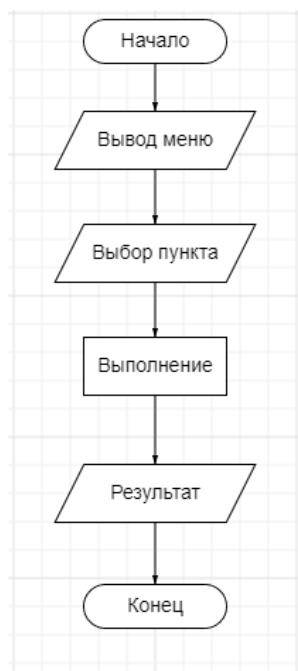 Начало
Вывод меню
Выбор пункта
Выполнение
Результат
Конец